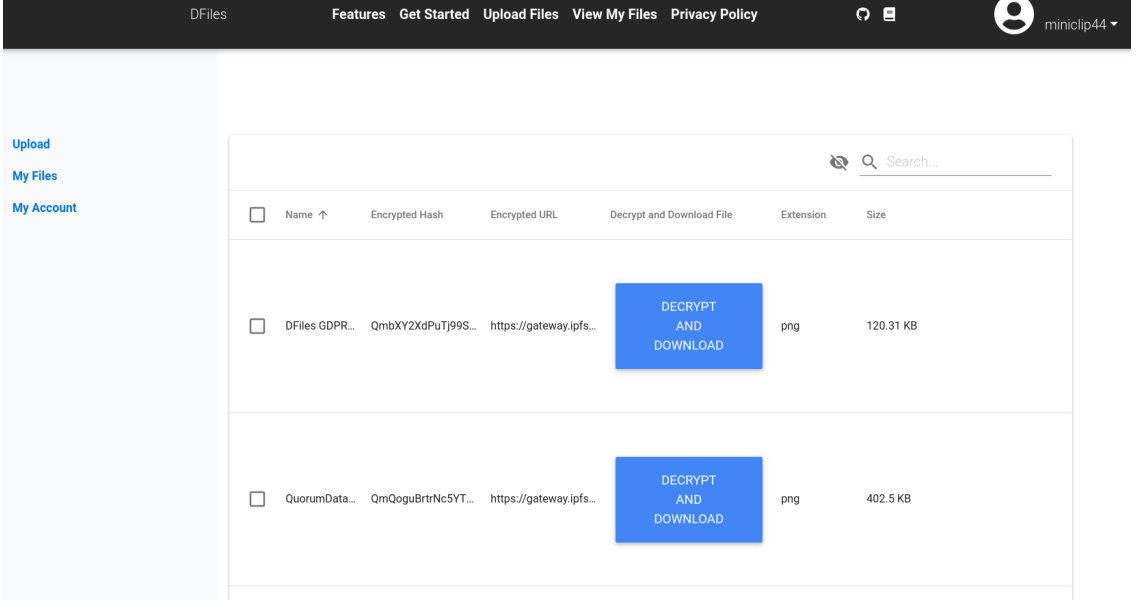 DFiles Features Get Started Upload Files View My Files Privacy Policy miniclip44
Upload
My Files
My Account
Search...
Name Encrypted Hash Encrypted URL Decrypt and Download File Extension Size
DFiles GDPR... QmbXY2XdPuTj99S... https://gateway.ipfs... DECRYPT AND DOWNLOAD png 120.31 KB
QuorumData... QmQoguBrtrNc5YT... https://gateway.ipfs... DECRYPT AND DOWNLOAD png 402.5 KB